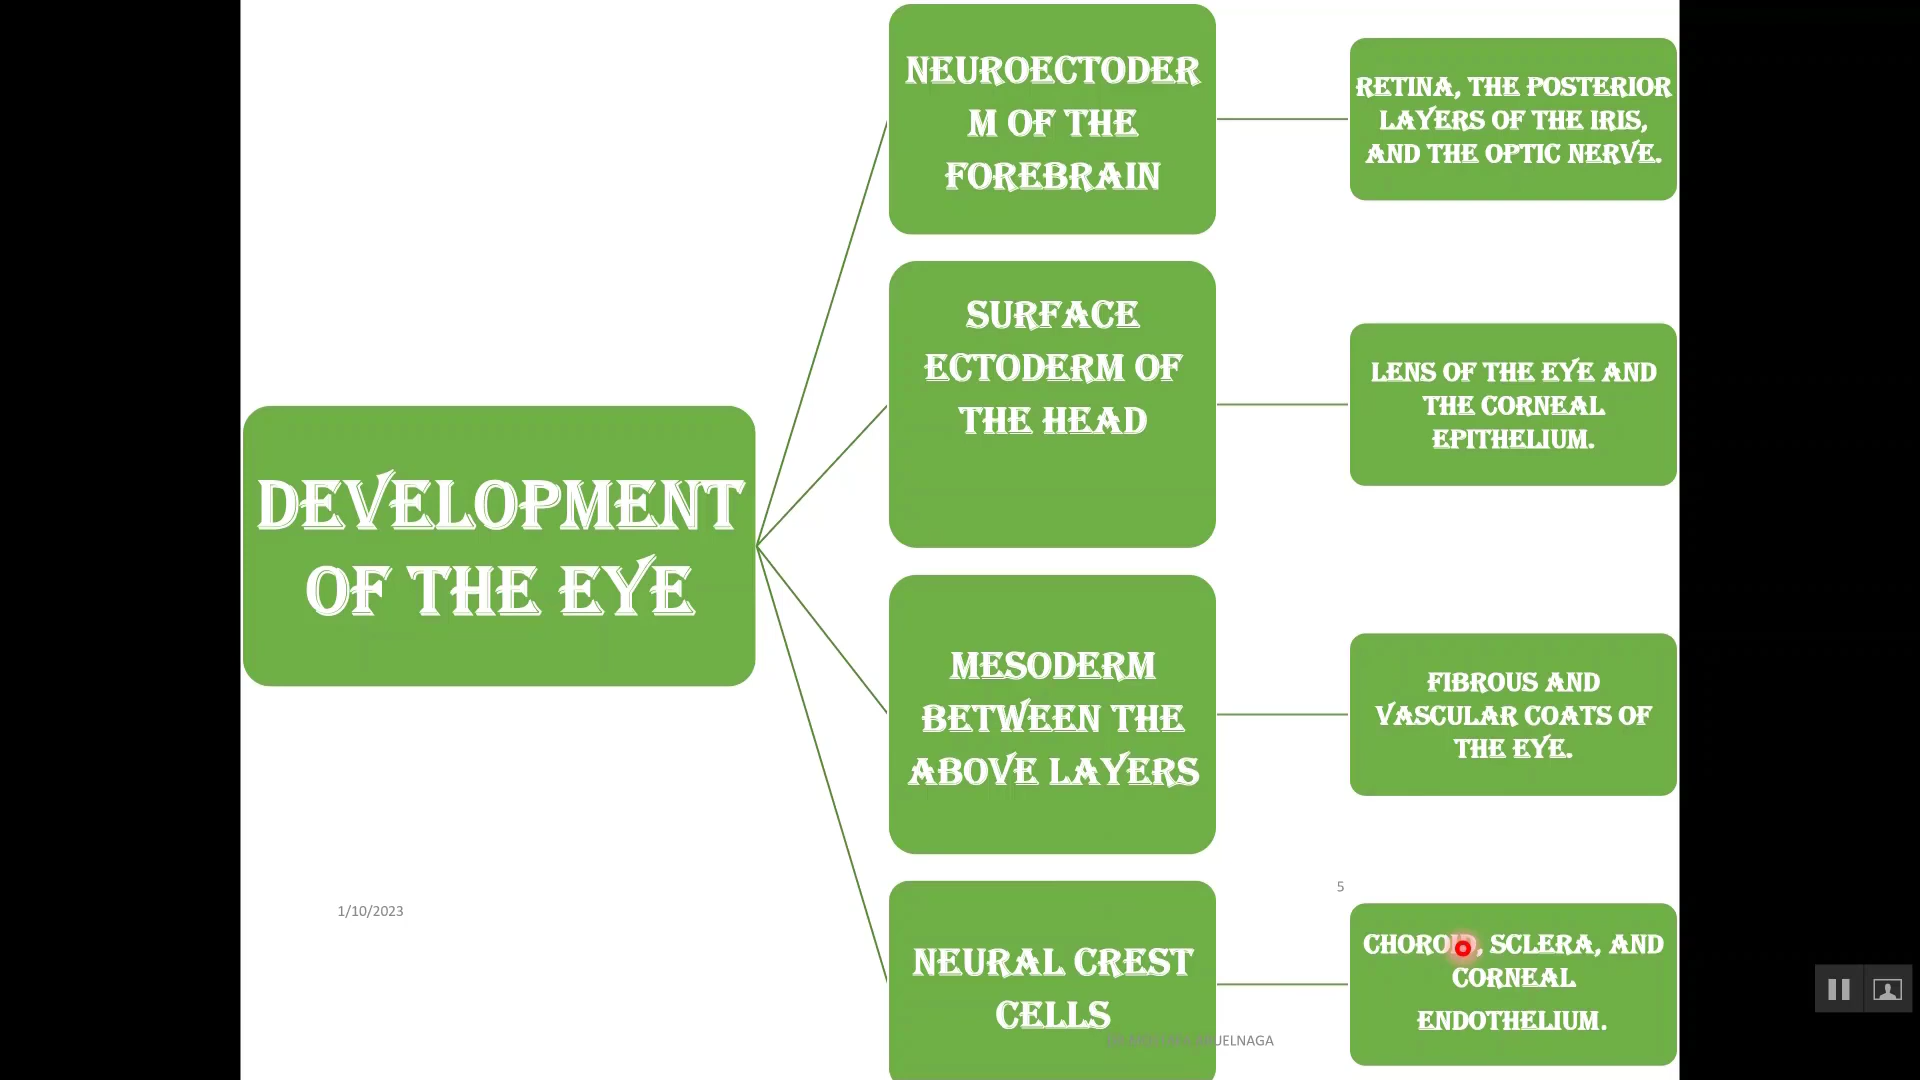 DEVELOPMENT
OF THE EYE
NEUROECTODER
M OF THE
FOREBRAIN
RETINA, THE POSTERIOR
LAYERS OF THE IRIS,
AND THE OPTIC NERVE.
SURFACE
ECTODERM OF
THE HEAD
LENS OF THE EYE AND
THE CORNEAL
EPITHELIUM.
MESODERM
BETWEEN THE
ABOVE LAYERS
FIBROUS AND
VASCULAR COATS OF
THE EYE.
NEURAL CREST
CELLS
CHOROID, SCLERA, AND
CORNEAL
ENDOTHELIUM.
1/10/2023
5